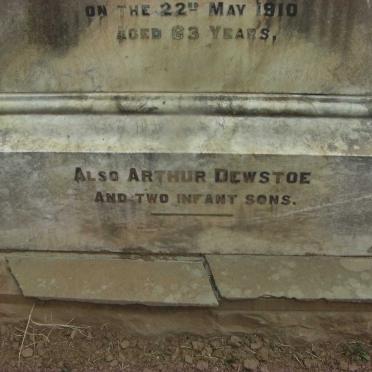 ON THE 22ND MAY 1910
AGED 63 YEARS,
ALSO ARTHUR DEWSTOE
AND TWO INFANT SONS.